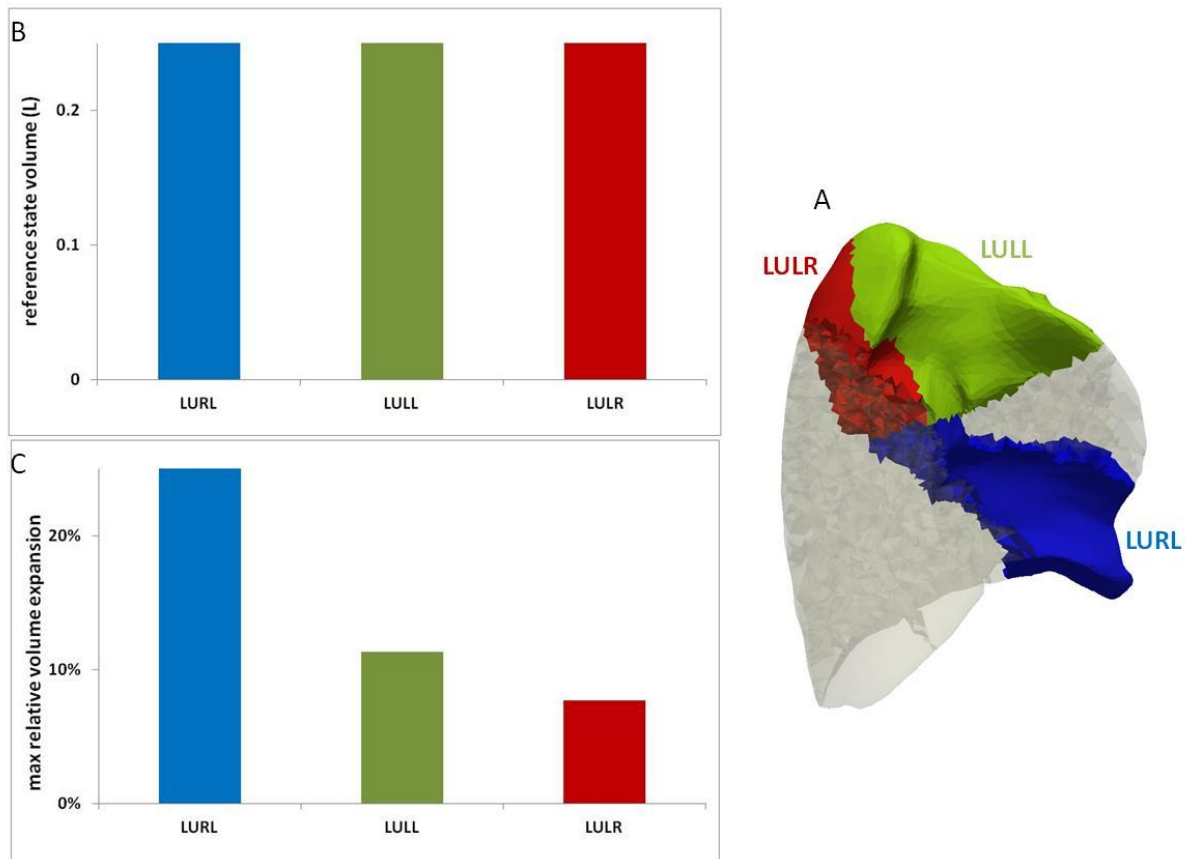 B
reference state volume (L)
0.2
0.1
0
LURL LULL LULR
C
max relative volume expansion
20%
10%
0%
LURL LULL LULR
A
LULR
LULL
LURL